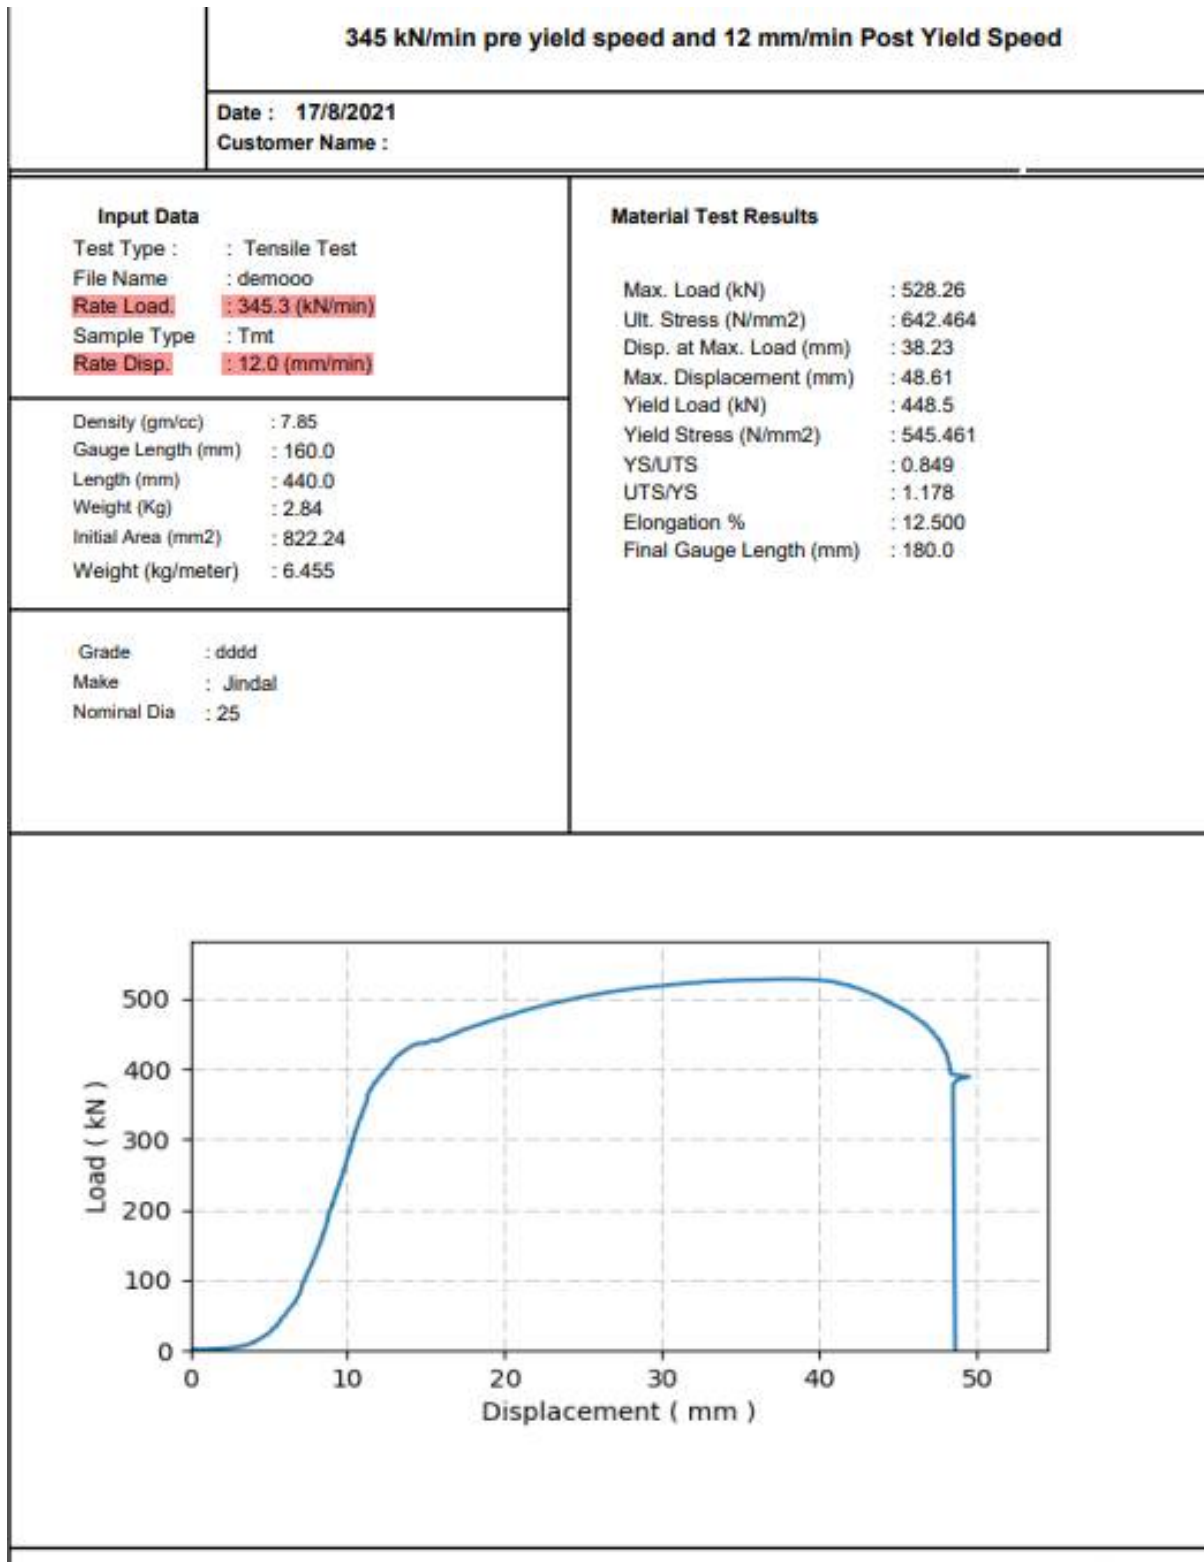 345 kN/min pre yield speed and 12 mm/min Post Yield Speed
Date : 17/8/2021
Customer Name :
Input Data
Test Type : : Tensile Test
File Name : demooo
Rate Load. : 345.3 (kN/min)
Sample Type : Tmt
Rate Disp. : 12.0 (mm/min)
Density (gm/cc) : 7.85
Gauge Length (mm) : 160.0
Length (mm) : 440.0
Weight (Kg) : 2.84
Initial Area (mm2) : 822.24
Weight (kg/meter) : 6.455
Grade : dddd
Make : Jindal
Nominal Dia : 25
Material Test Results
Max. Load (kN) : 528.26
Ult. Stress (N/mm2) : 642.464
Disp. at Max. Load (mm) : 38.23
Max. Displacement (mm) : 48.61
Yield Load (kN) : 448.5
Yield Stress (N/mm2) : 545.461
YS/UTS : 0.849
UTS/YS : 1.178
Elongation % : 12.500
Final Gauge Length (mm) : 180.0
Load ( kN )
500
400
300
200
100
0
0 10 20 30 40 50
Displacement ( mm )